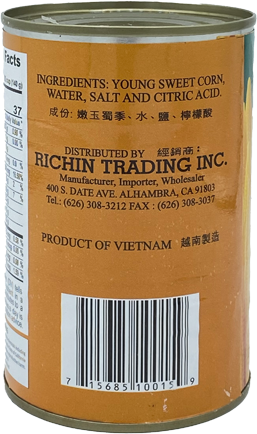 Facts
37
INGREDIENTS: YOUNG SWEET CORN,
WATER, SALT AND CITRIC ACID.
成份: 嫩玉蜀黍、水、鹽、檸檬酸
DISTRIBUTED BY 經銷商:
RICHIN TRADING INC.
Manufacturer, Importer, Wholesaler
400 S. DATE AVE. ALHAMBRA, CA 91803
Tel.: (626) 308-3212 FAX : (626) 308-3037
PRODUCT OF VIETNAM 越南製造
7 15685 10015 9